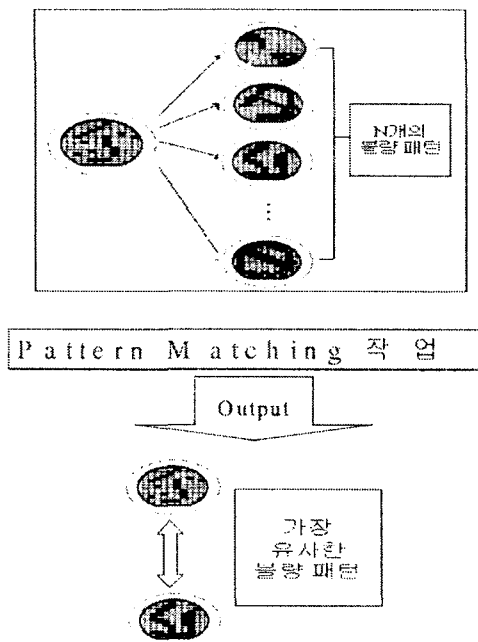 N개의
불량 패턴
Pattern Matching 작 업
Output
가장
유사한
불량 패턴